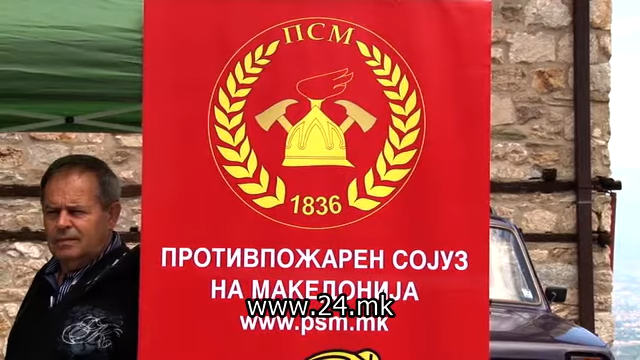 ПСМ
1836
ПРОТИВПОЖАРЕН СОЈУЗ
НА МАКЕДОНИЈА
www.24.mk
www.psm.mk